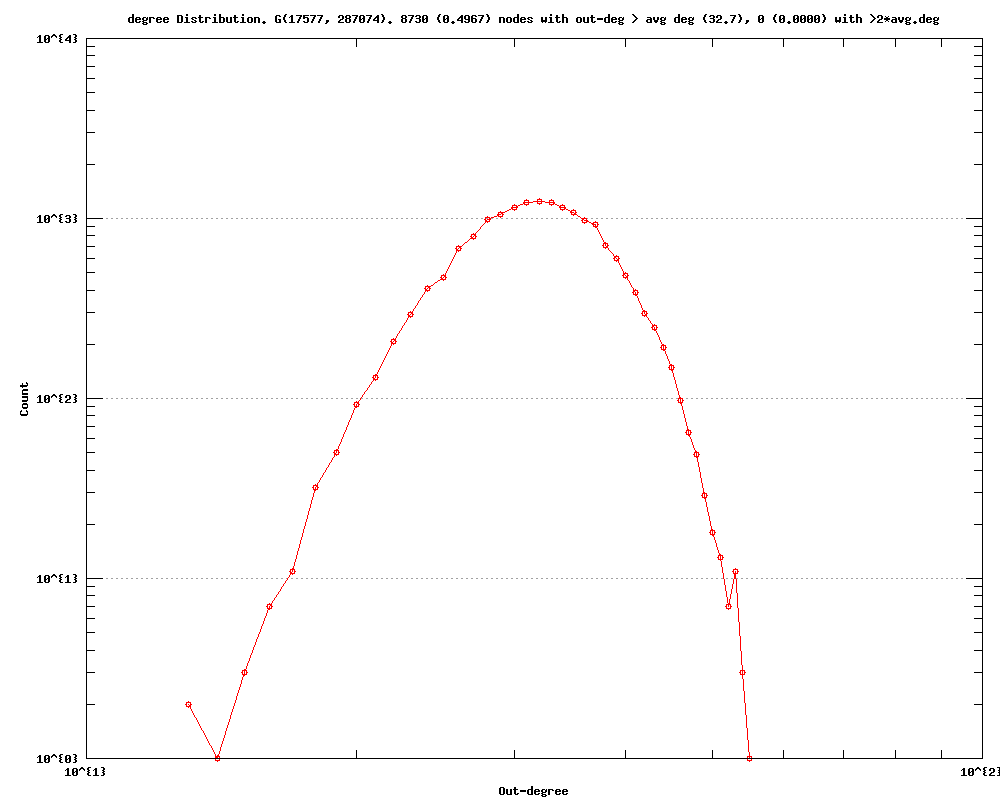 degree Distribution. G(17577, 287074). 8730 (0.4967) nodes with out-deg > avg deg (32.7), 0 (0.0000) with >2*avg.deg
10^{4}
10^{3}
10^{2}
10^{1}
10^{0}
Count
10^{1}
10^{2}
Out-degree